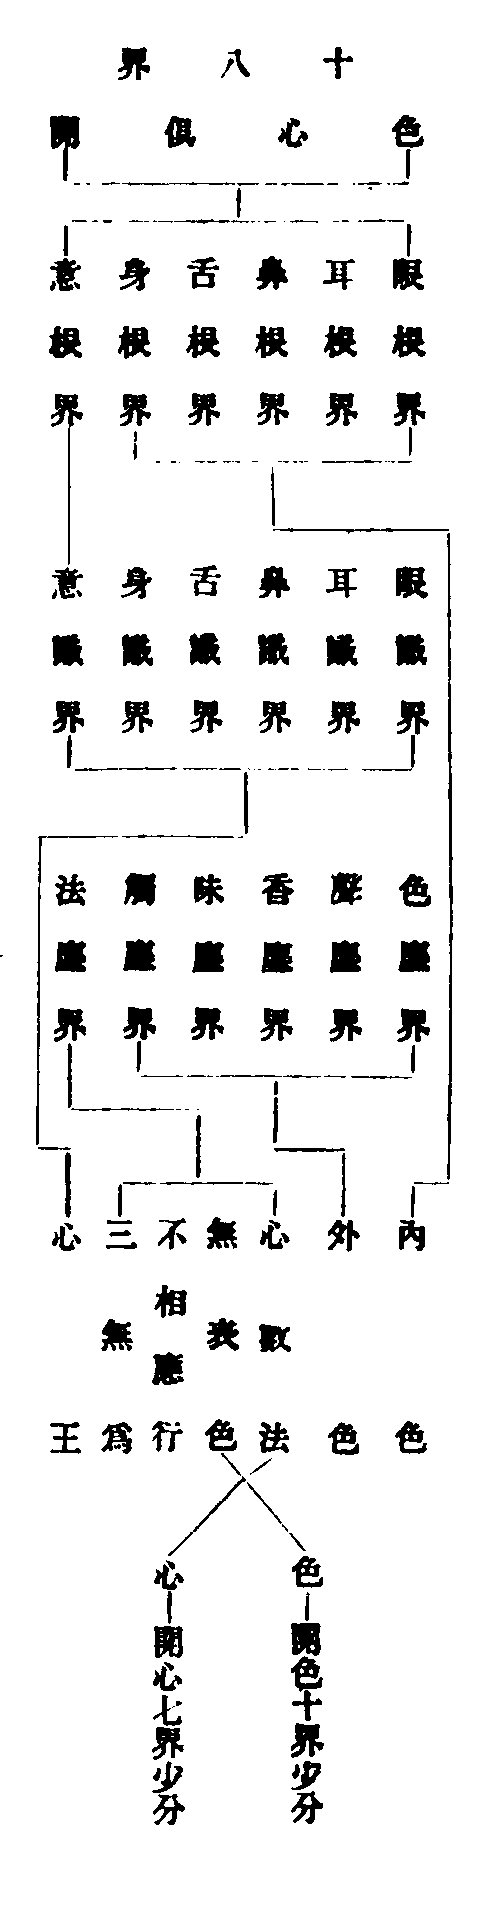 十八界
色心俱開
眼根界
耳根界
鼻根界
舌根界
身根界
意根界
眼識界
耳識界
鼻識界
舌識界
身識界
意識界
色塵界
聲塵界
香塵界
味塵界
觸塵界
法塵界
內色
外色
心數法
無表色
不相應行
三無為
心王
色
開色十界少分
心
開心七界少分